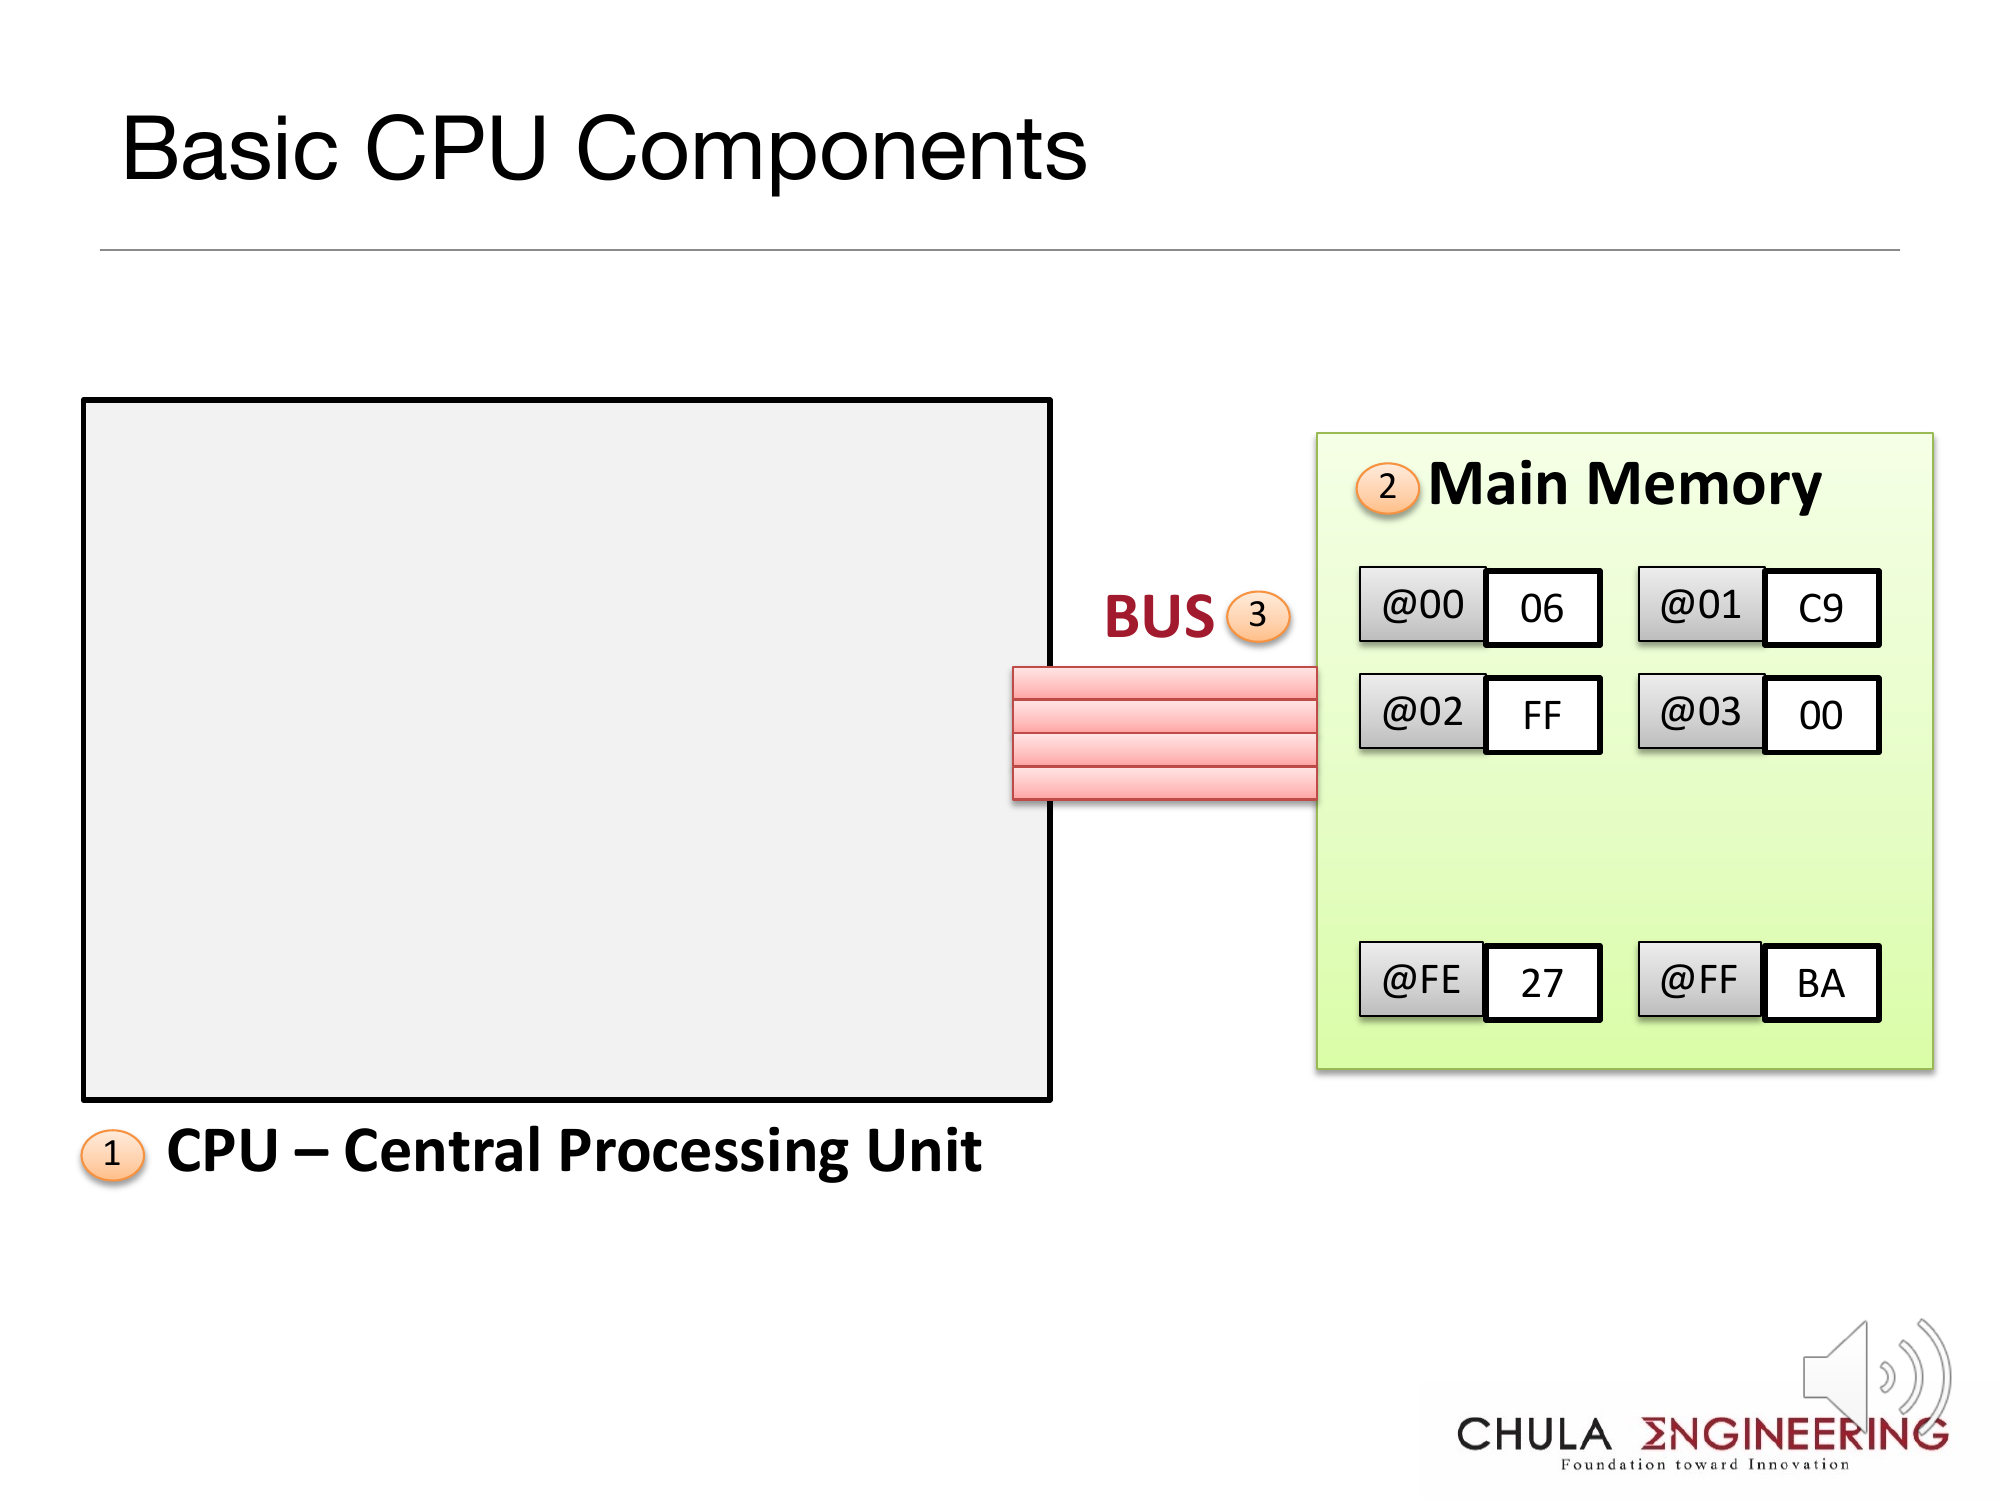 Basic CPU Components
2 Main Memory
BUS 3
@00 06 @01 C9
@02 FF @03 00
@FE 27 @FF BA
1 CPU – Central Processing Unit
CHULA ΣNGINEERING
Foundation toward Innovation